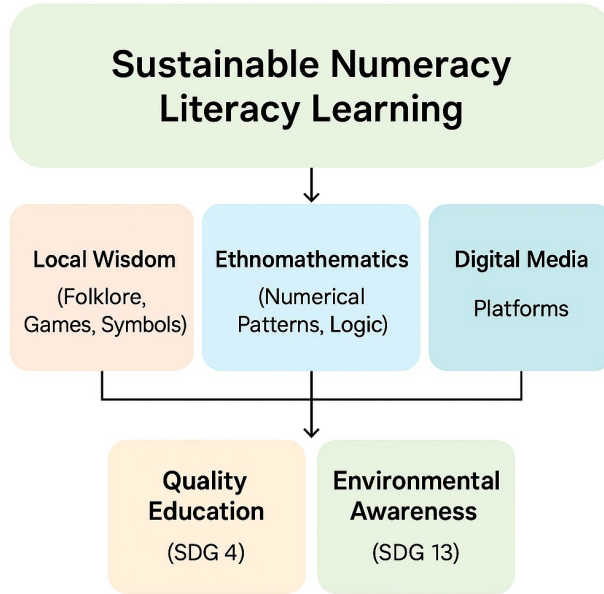 Sustainable Numeracy
Literacy Learning
Local Wisdom
(Folklore,
Games, Symbols)
Ethnomathematics
(Numerical
Patterns, Logic)
Digital Media
Platforms
Quality
Education
(SDG 4)
Environmental
Awareness
(SDG 13)